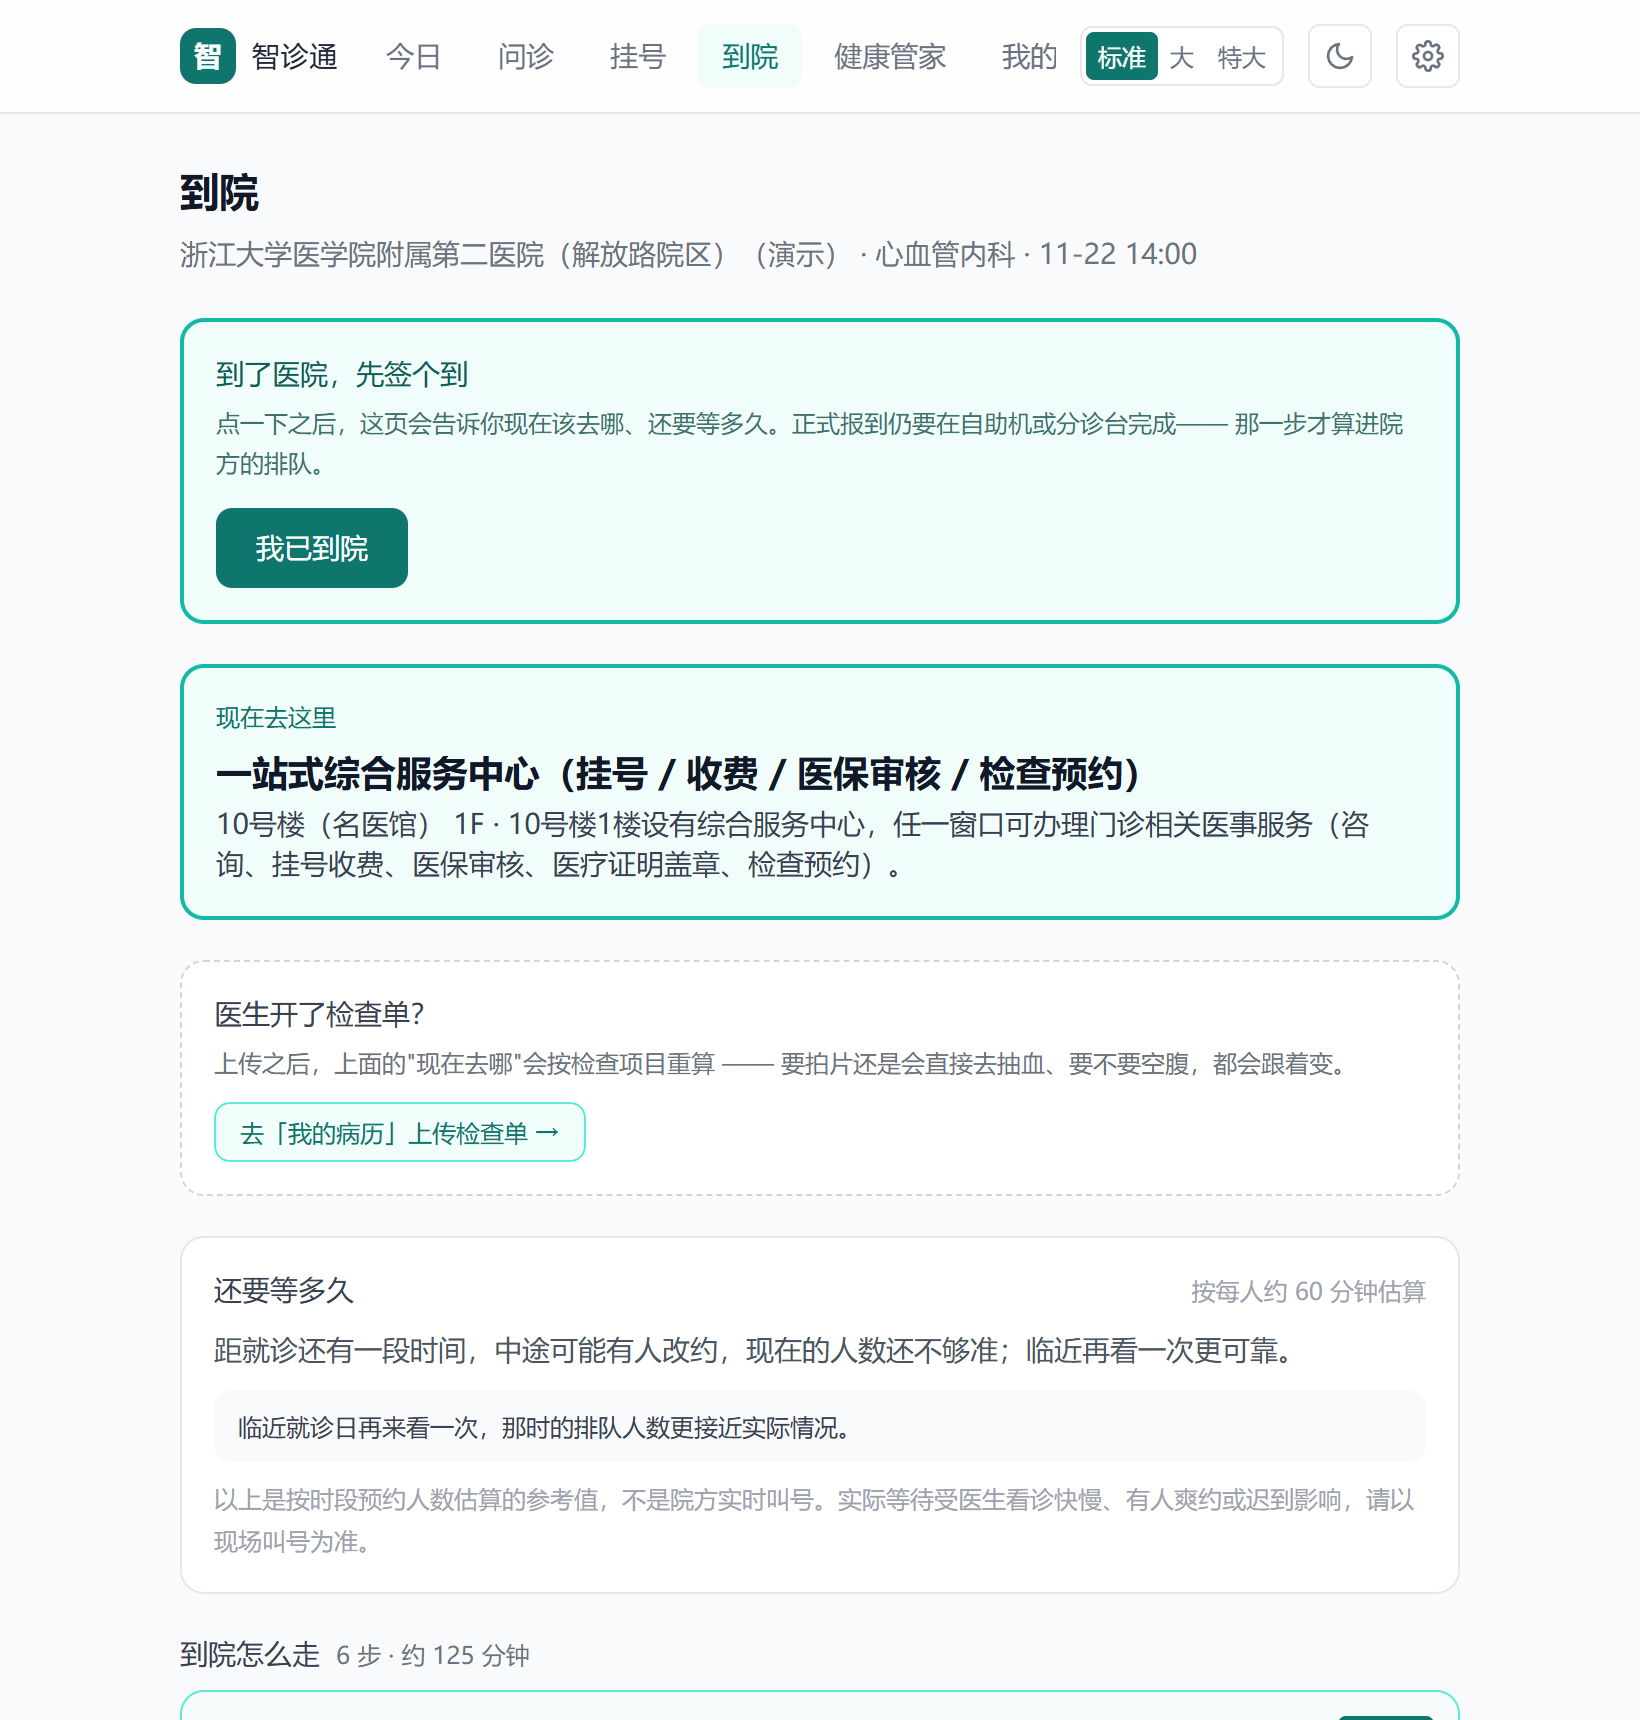 智 智诊通 今日 问诊 挂号 到院 健康管家 我的 标准 大 特大
到院
浙江大学医学院附属第二医院（解放路院区）（演示） · 心血管内科 · 11-22 14:00
到了医院，先签个到
点一下之后，这页会告诉你现在该去哪、还要等多久。正式报到仍要在自助机或分诊台完成—— 那一步才算进院
方的排队。
我已到院
现在去这里
一站式综合服务中心（挂号 / 收费 / 医保审核 / 检查预约）
10号楼（名医馆） 1F · 10号楼1楼设有综合服务中心，任一窗口可办理门诊相关医事服务（咨
询、挂号收费、医保审核、医疗证明盖章、检查预约）。
医生开了检查单？
上传之后，上面的"现在去哪"会按检查项目重算 —— 要拍片还是会直接去抽血、要不要空腹，都会跟着变。
去「我的病历」上传检查单 →
还要等多久 按每人约 60 分钟估算
距就诊还有一段时间，中途可能有人改约，现在的人数还不够准；临近再看一次更可靠。
临近就诊日再来看一次，那时的排队人数更接近实际情况。
以上是按时段预约人数估算的参考值，不是院方实时叫号。实际等待受医生看诊快慢、有人爽约或迟到影响，请以
现场叫号为准。
到院怎么走 6 步 · 约 125 分钟